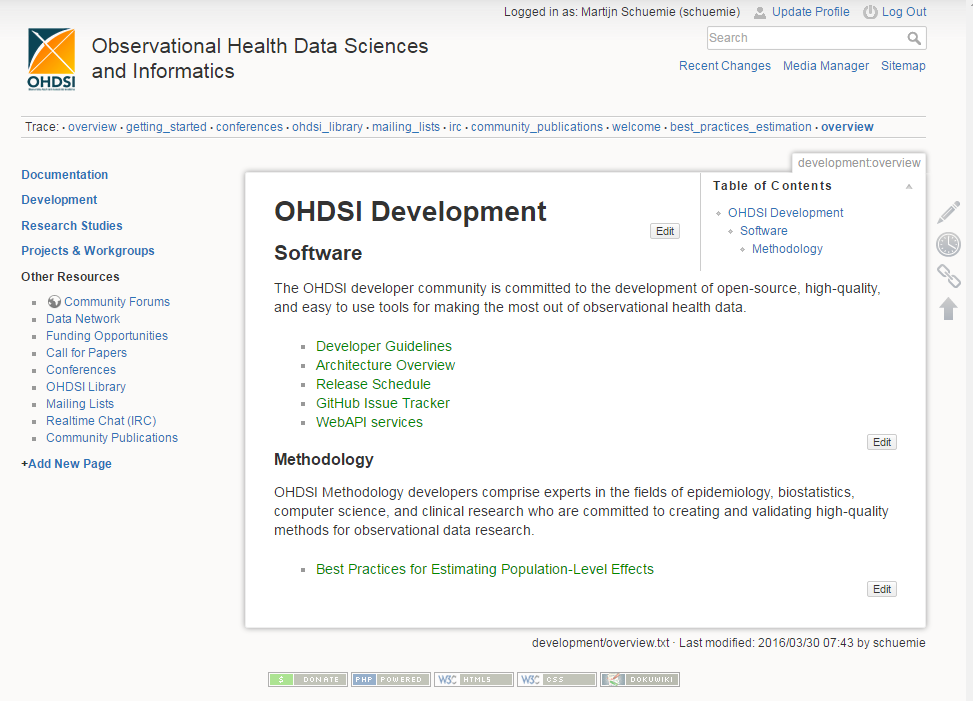 Logged in as: Martijn Schuemie (schuemie) Update Profile Log Out
OHDSI
Observational Health Data Sciences
and Informatics
Search
Recent Changes Media Manager Sitemap
Trace: • overview • getting_started • conferences • ohdsi_library • mailing_lists • irc • community_publications • welcome • best_practices_estimation • overview
development:overview
Documentation
Development
Research Studies
Projects & Workgroups
Other Resources
Community Forums
Data Network
Funding Opportunities
Call for Papers
Conferences
OHDSI Library
Mailing Lists
Realtime Chat (IRC)
Community Publications
+Add New Page
Table of Contents
OHDSI Development
Software
Methodology
OHDSI Development
Edit
Software
The OHDSI developer community is committed to the development of open-source, high-quality,
and easy to use tools for making the most out of observational health data.
Developer Guidelines
Architecture Overview
Release Schedule
GitHub Issue Tracker
WebAPI services
Edit
Methodology
OHDSI Methodology developers comprise experts in the fields of epidemiology, biostatistics,
computer science, and clinical research who are committed to creating and validating high-quality
methods for observational data research.
Best Practices for Estimating Population-Level Effects
Edit
development/overview.txt · Last modified: 2016/03/30 07:43 by schuemie
$ DONATE PHP POWERED W3C HTML5 W3C CSS DOKUWIKI